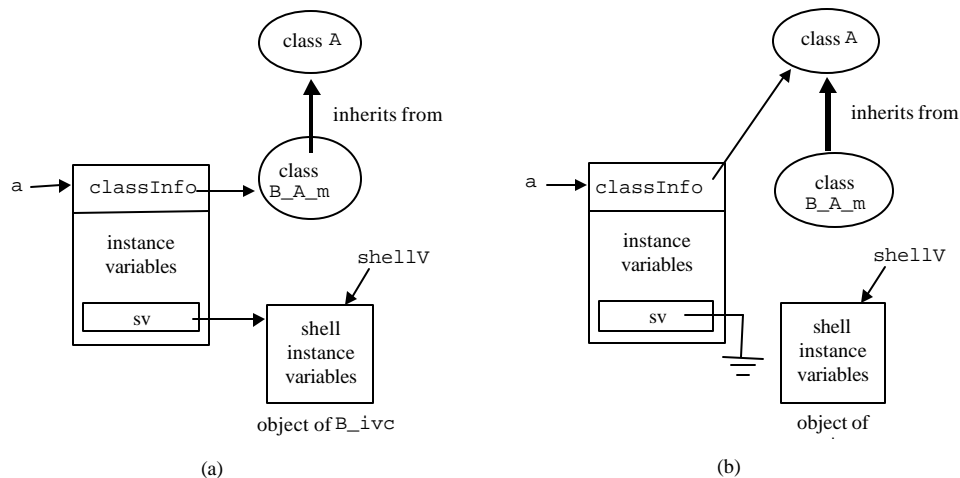 class A
inherits from
class
B_A_m
a
classInfo
instance
variables
shellV
sv
shell
instance
variables
object of B_ivc
(a)
class A
inherits from
class
B_A_m
a
classInfo
instance
variables
shellV
sv
shell
instance
variables
object of
(b)